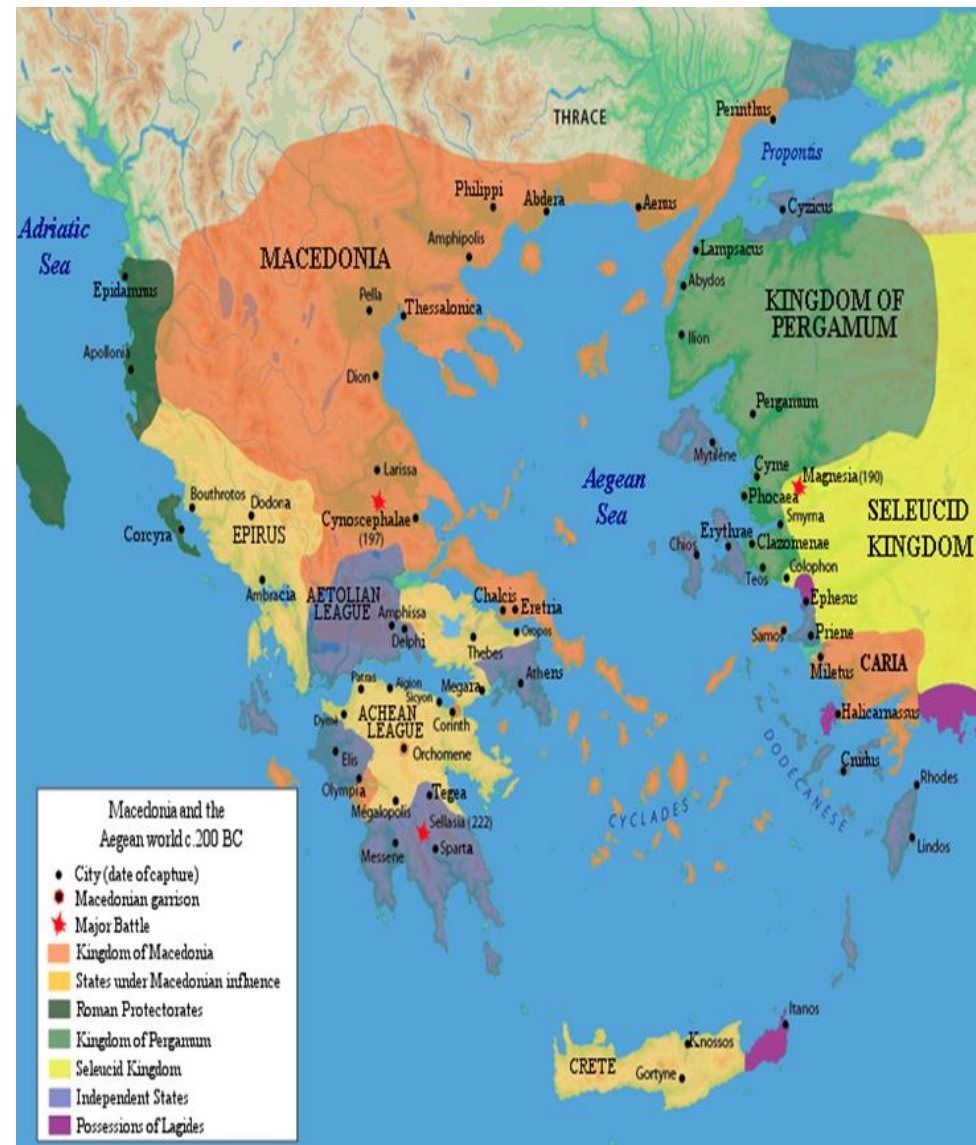 THRACE
Perinthus
Propontis
Philippi
Abdera
Aenus
Cyzicus
Adriatic
Sea
Amphipolis
MACEDONIA
Lampsacus
Epidamnus
Pella
Thessalonica
Abydos
KINGDOM OF
PERGAMUM
Apollonia
Ilion
Dion
Pergamum
Larissa
Mytilène
Aegean
Sea
Cyme
Magnesia (190)
Bouthrotos
Dodona
Phocaea
Cynoscephalae
(197)
Smyrna
SELEUCID
KINGDOM
Corcyra
EPIRUS
Erythrae
Chios
Clazomenae
Teos
Colophon
Ambracia
AETOLIAN
LEAGUE
Amphissa
Delphi
Chalcis
Eretria
Ephesus
Oropos
Thebes
Samos
Priene
Athens
CARIA
Miletus
Patras
Aigion
Sicyon
Megara
Dyme
ACHEAN
LEAGUE
Corinth
Halicarnassus
Elis
Orchomene
Cnidus
DODECANESE
Rhodes
Olympia
Mégalopolis
Tegea
CYCLADES
Sellasia (222)
Messene
Sparta
Lindos
Itanos
CRETE
Knossos
Gortyne
Macedonia and the
Aegean world c.200 BC
City (date of capture)
Macedonian garrison
Major Battle
Kingdom of Macedonia
States under Macedonian influence
Roman Protectorates
Kingdom of Pergamum
Seleucid Kingdom
Independent States
Possessions of Lagides